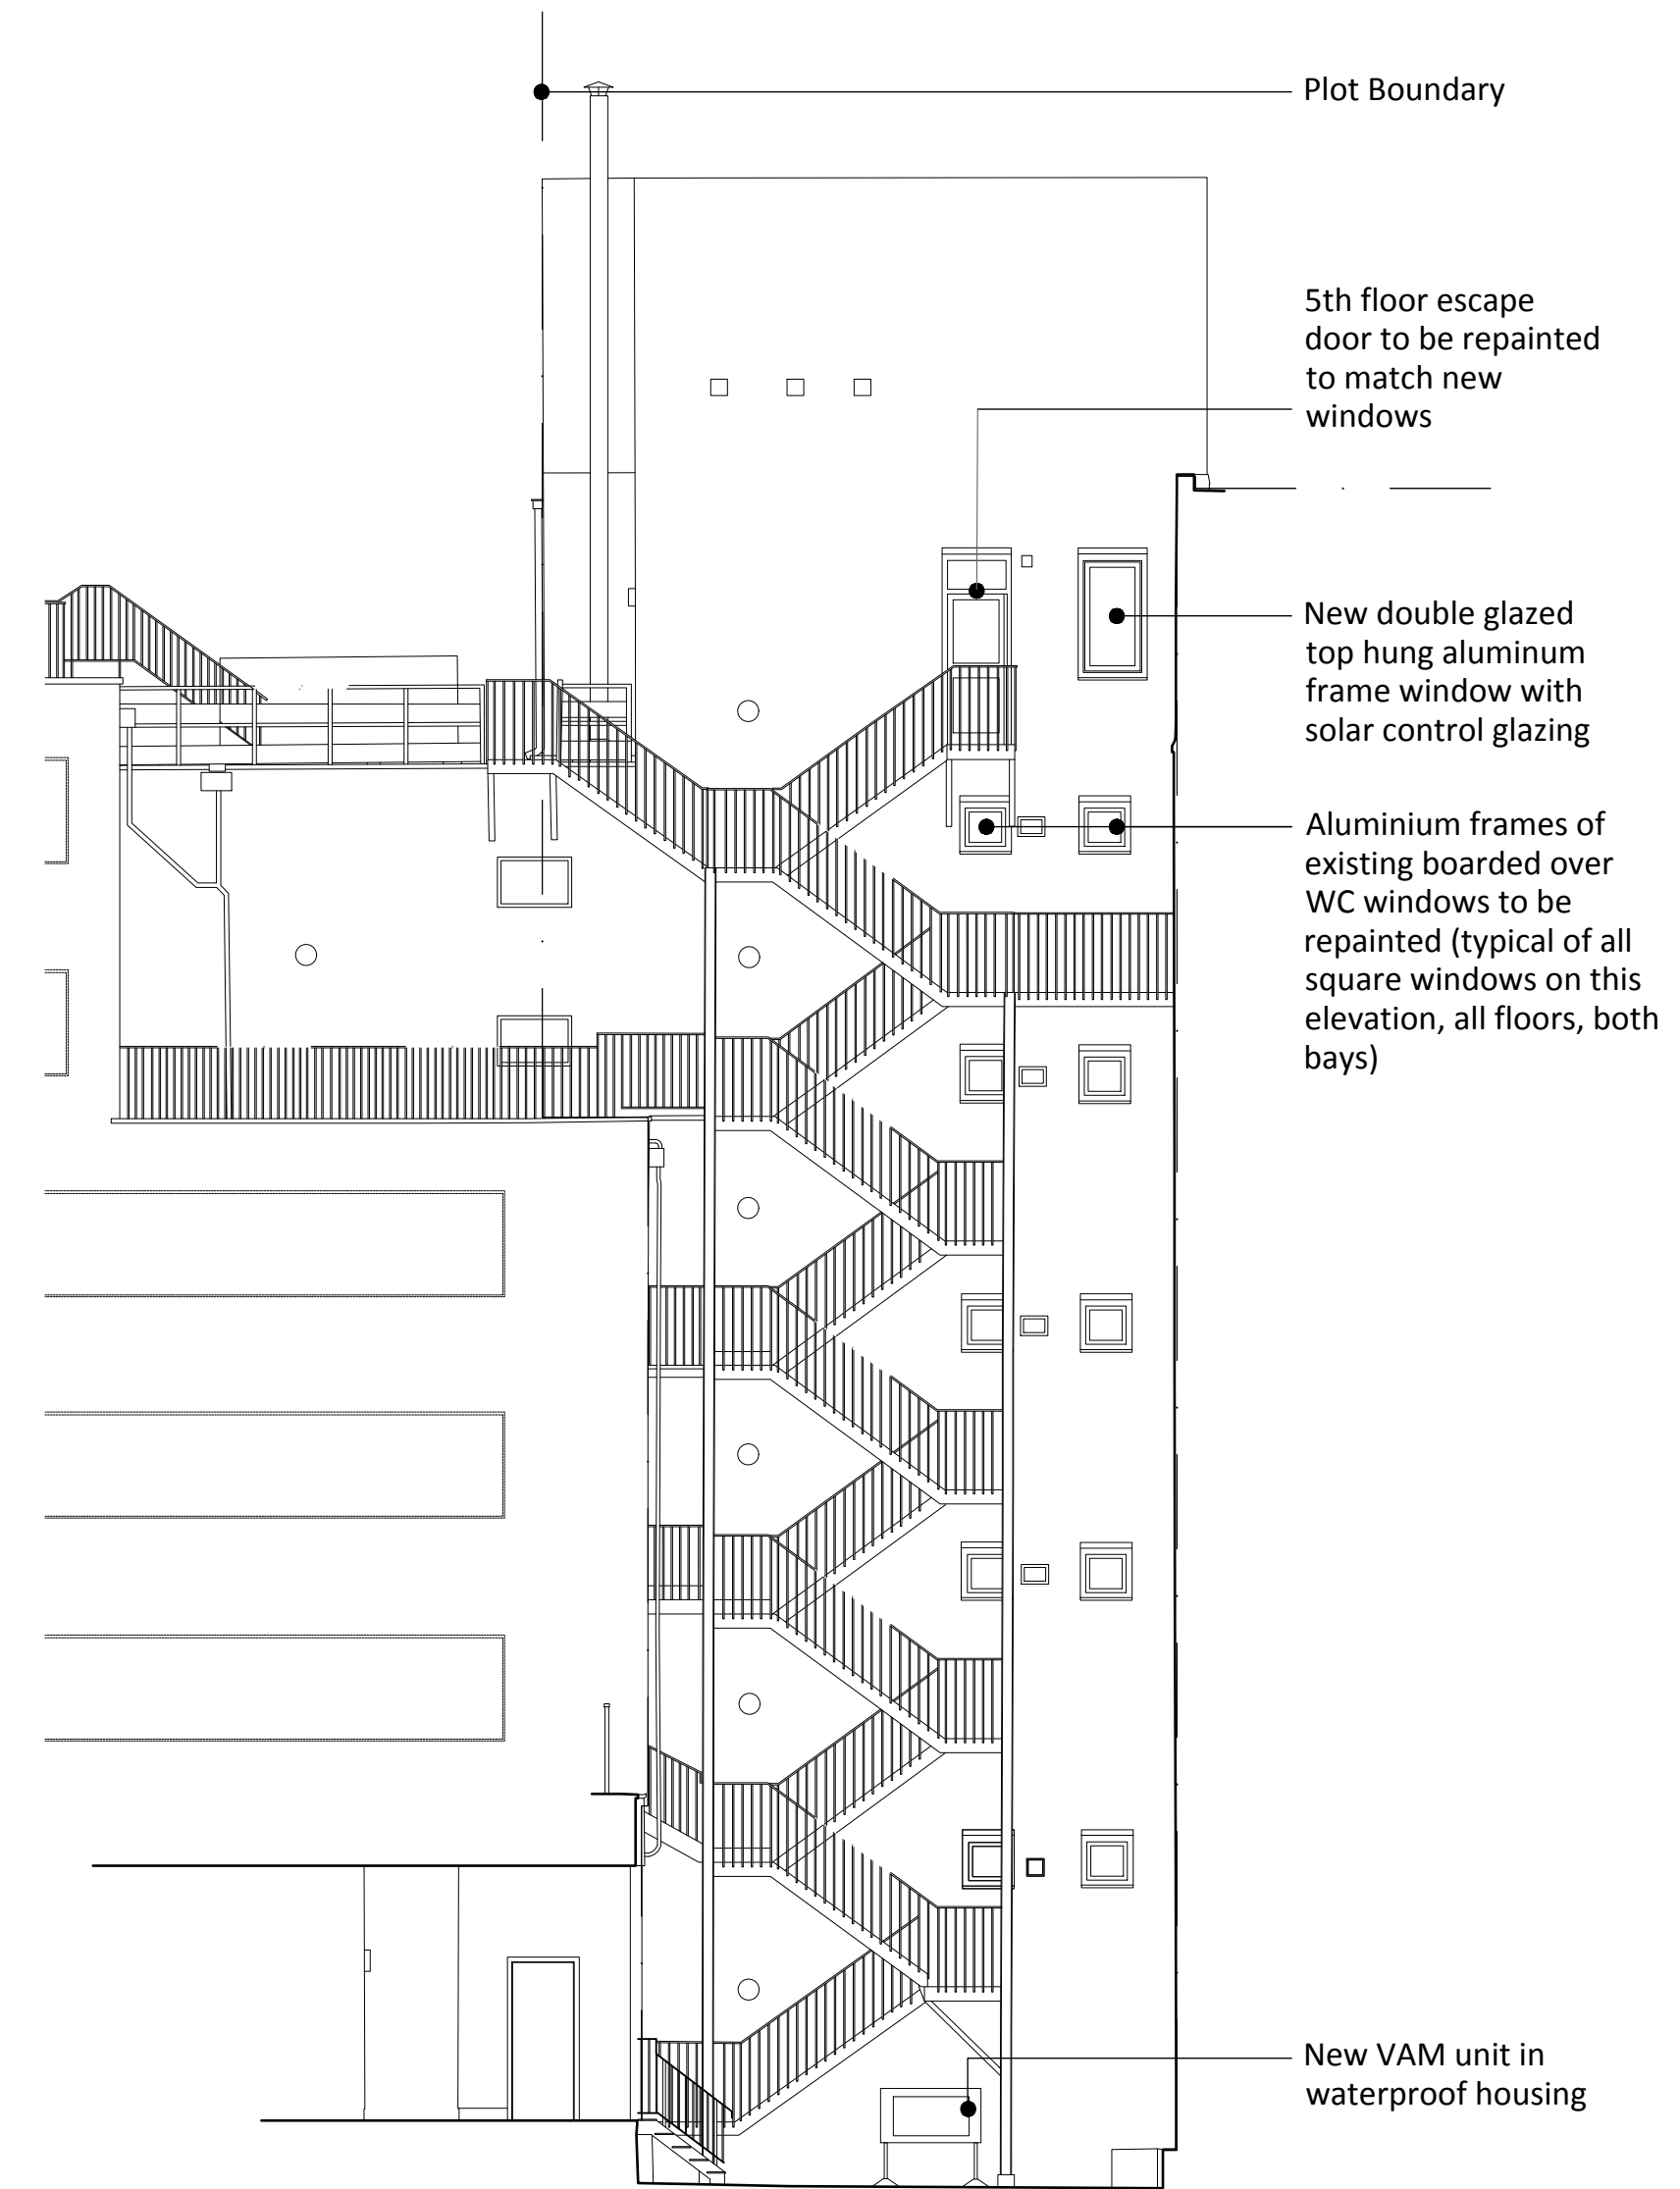 Plot Boundary
5th floor escape
door to be repainted
to match new
windows
New double glazed
top hung aluminum
frame window with
solar control glazing
Aluminium frames of
existing boarded over
WC windows to be
repainted (typical of all
square windows on this
elevation, all floors, both
bays)
New VAM unit in
waterproof housing